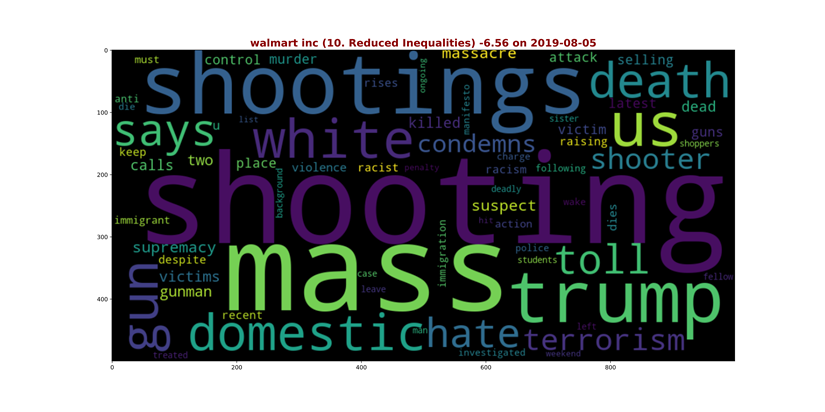 walmart inc (10. Reduced Inequalities) -6.56 on 2019-08-05
0
100
200
300
400
0
200
400
600
800
must
control
murder
massacre
attack
selling
shootings
rises
ongoing
death
anti
die
manifesto
latest
dead
says
u
list
white
killed
sister
victim
us
guns
keep
condemns
raising
shoppers
calls
two
place
violence
racist
penalty
charge
racism
following
shooter
shooting
background
deadly
wake
suspect
immigrant
hit
action
dies
supremacy
despite
mass
immigration
police
students
toll
victims
case
fellow
gun
gunman
leave
trump
recent
domestic
man
hate
left
terrorism
treated
investigated
weekend